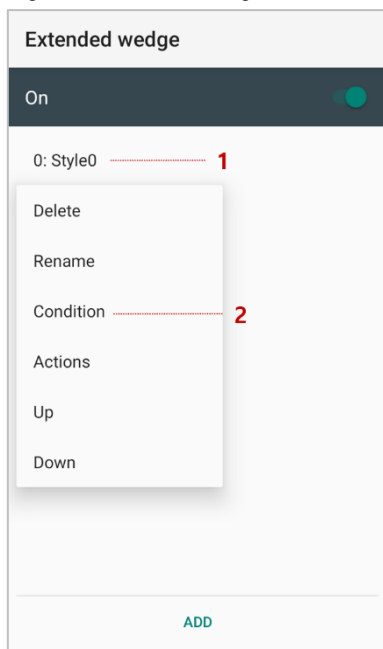 Extended wedge
On
0: Style0 1
Delete
Rename
Condition 2
Actions
Up
Down
ADD